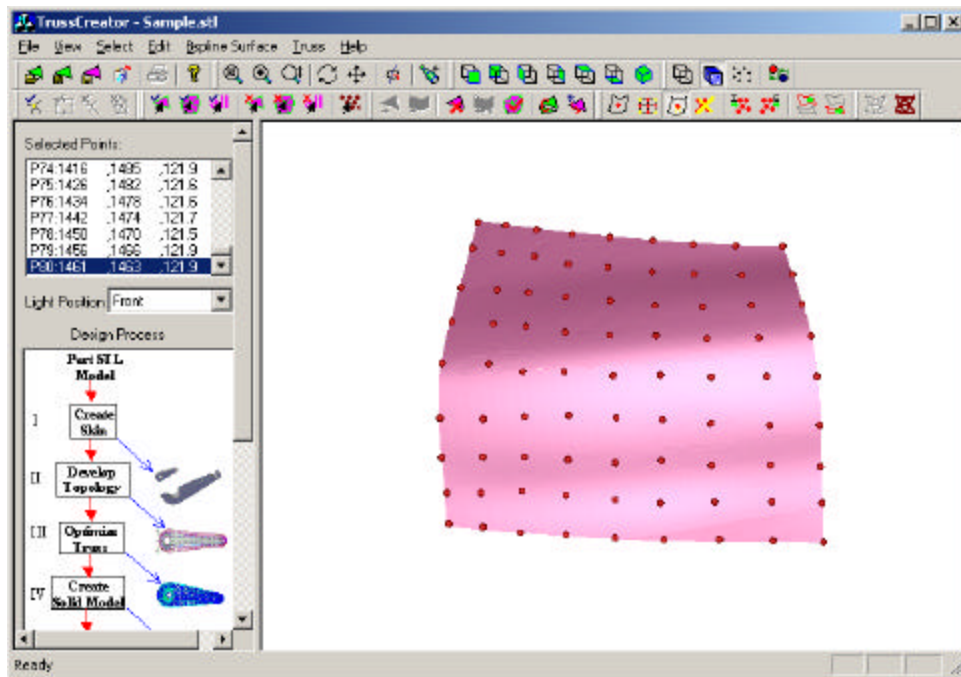 TrussCreator - Sample.stl
File View Select Edit Bspline Surface Truss Help
Selected Points:
P74:1416 ,1485 ,121.9
P75:1426 ,1482 ,121.6
P76:1434 ,1478 ,121.6
P77:1442 ,1474 ,121.7
P78:1450 ,1470 ,121.5
P79:1456 ,1466 ,121.9
P80:1461 ,1463 ,121.9
Light Position Front
Design Process
Part STL
Model
I
Create
Skin
II
Develop
Topology
III
Optimize
Truss
IV
Create
Solid Model
Ready